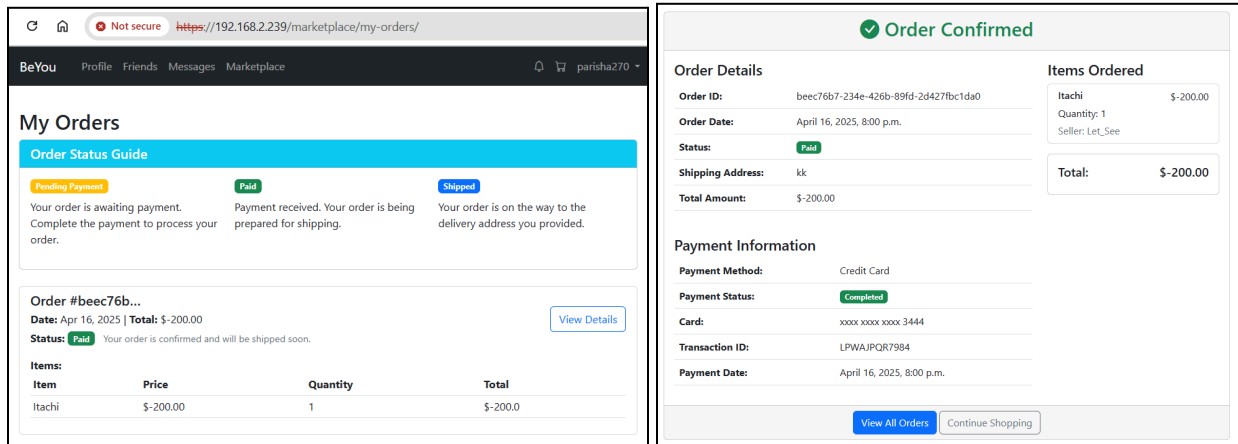 Not secure https://192.168.2.239/marketplace/my-orders/
BeYou Profile Friends Messages Marketplace parisha270
My Orders
Order Status Guide
Pending Payment
Your order is awaiting payment.
Complete the payment to process your
order.
Paid
Payment received. Your order is being
prepared for shipping.
Shipped
Your order is on the way to the
delivery address you provided.
Order #beec76b...
Date: Apr 16, 2025 | Total: $-200.00
View Details
Status: Paid Your order is confirmed and will be shipped soon.
Items:
Item Price Quantity Total
Itachi $-200.00 1 $-200.0
Order Confirmed
Order Details
Order ID: beec76b7-234e-426b-89fd-2d427fbc1da0
Order Date: April 16, 2025, 8:00 p.m.
Status: Paid
Shipping Address: kk
Total Amount: $-200.00
Items Ordered
Itachi $-200.00
Quantity: 1
Seller: Let_See
Total: $-200.00
Payment Information
Payment Method: Credit Card
Payment Status: Completed
Card: xxxx xxxx xxxx 3444
Transaction ID: LPWAJPQR7984
Payment Date: April 16, 2025, 8:00 p.m.
View All Orders Continue Shopping